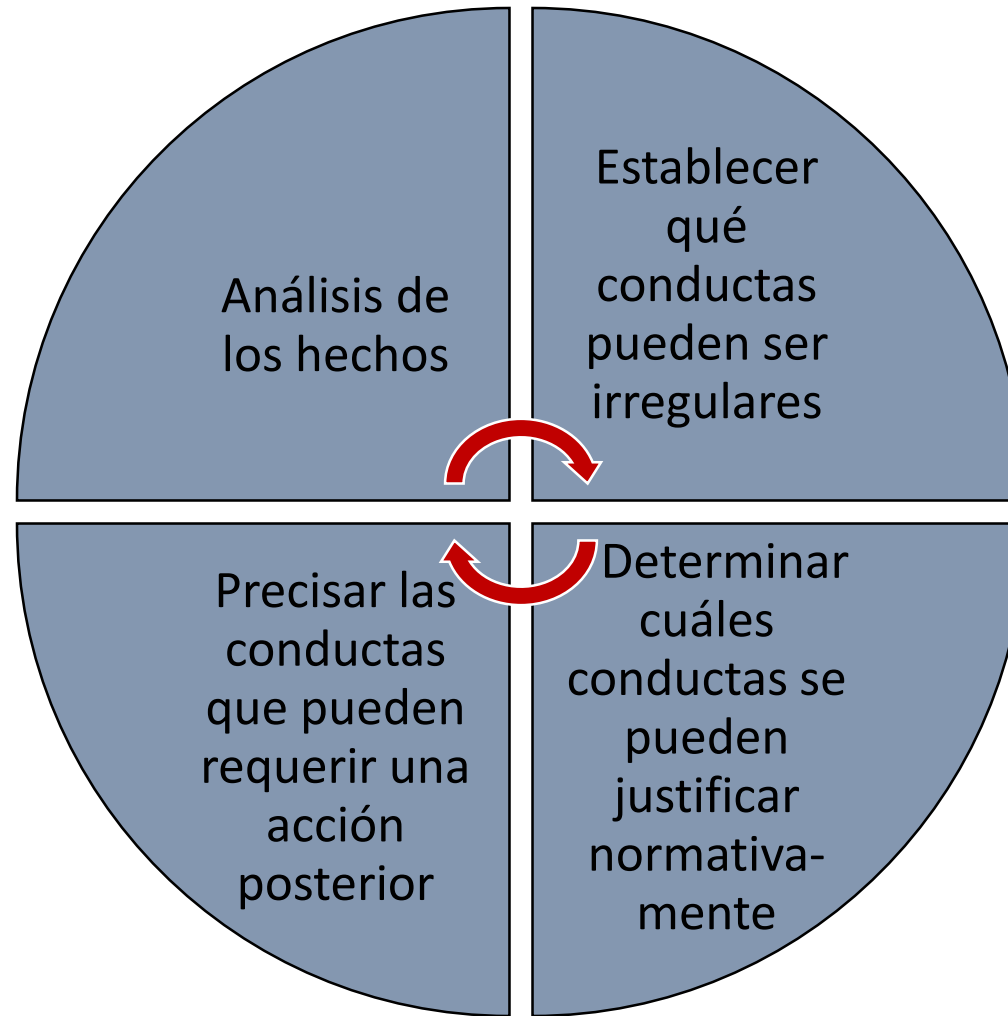 Análisis de
los hechos
Establecer
qué
conductas
pueden ser
irregulares
Determinar
cuáles
conductas se
pueden
justificar
normativa-
mente
Precisar las
conductas
que pueden
requerir una
acción
posterior